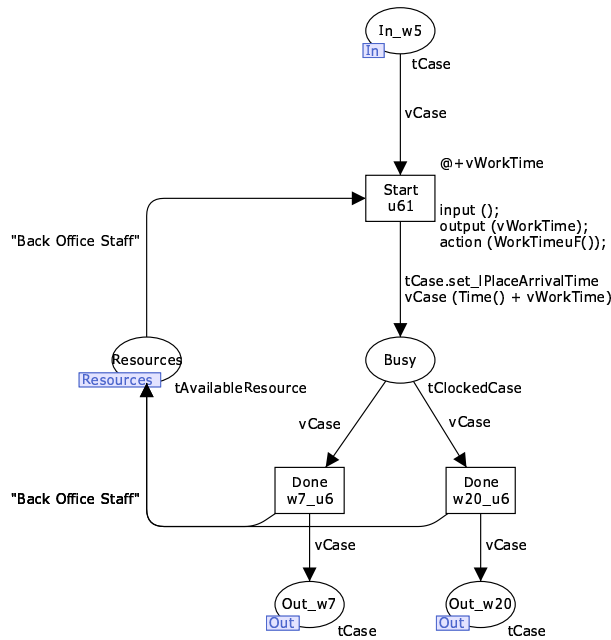 In_w5
In
tCase
vCase
@+vWorkTime
Start
u61
input ();
output (vWorkTime);
action (WorkTimeuF());
"Back Office Staff"
tCase.set_lPlaceArrivalTime
vCase (Time() + vWorkTime)
Resources
Resources
tAvailableResource
Busy
tClockedCase
vCase
vCase
Done
w7_u6
Done
w20_u6
"Back Office Staff"
vCase
vCase
Out_w7
Out
tCase
Out_w20
Out
tCase